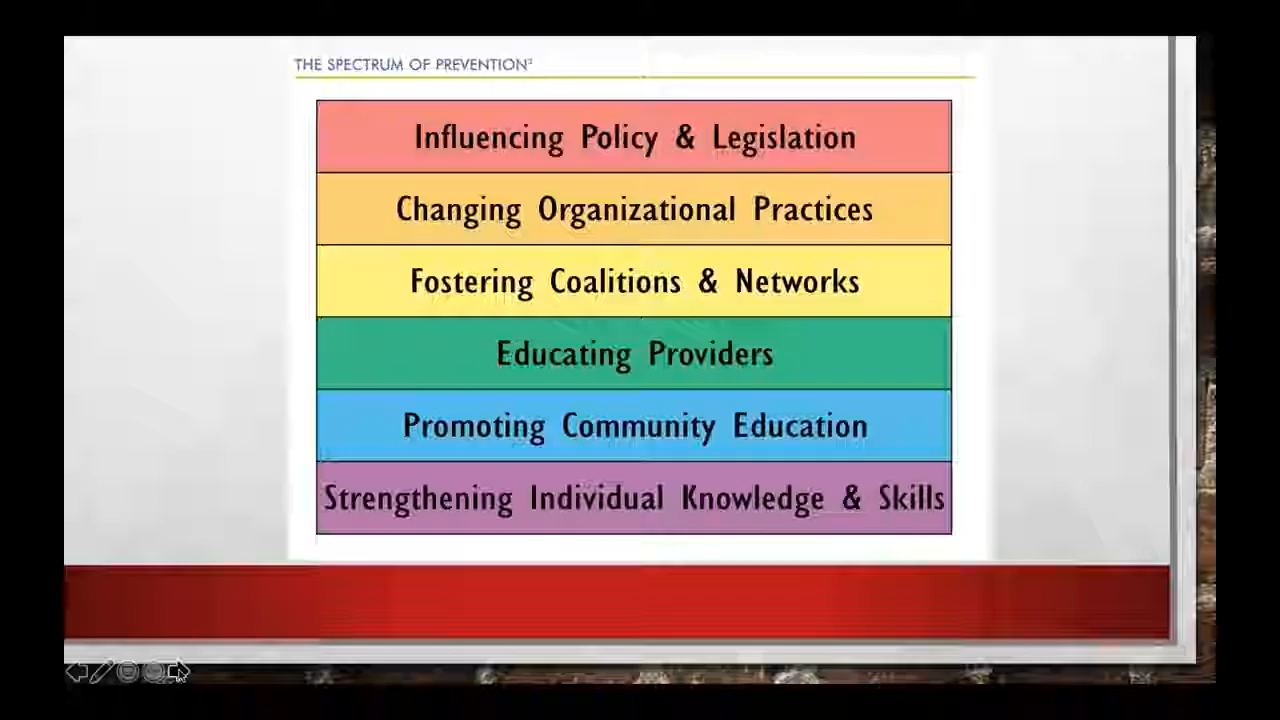 THE SPECTRUM OF PREVENTION²
Influencing Policy & Legislation
Changing Organizational Practices
Fostering Coalitions & Networks
Educating Providers
Promoting Community Education
Strengthening Individual Knowledge & Skills